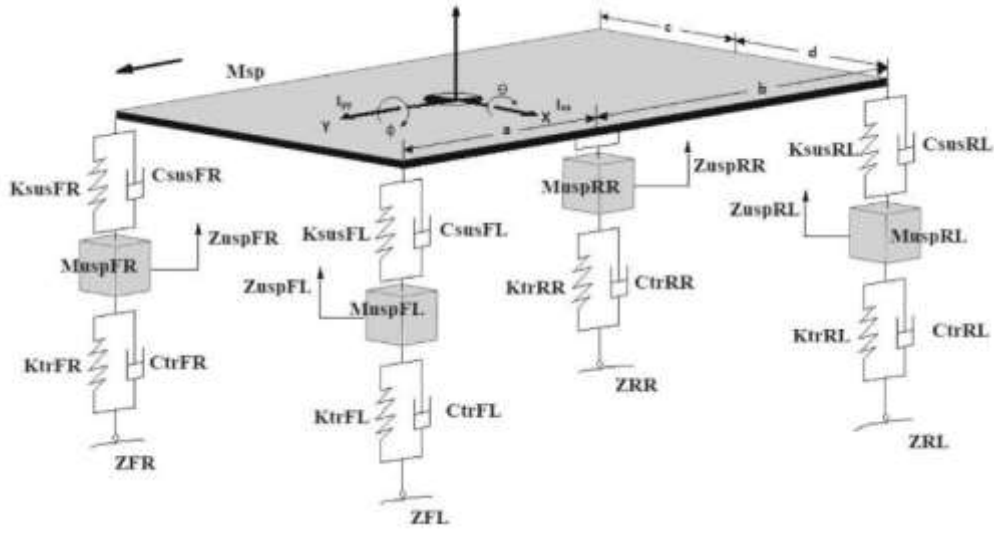 c
d
Msp
b
Iyy
Θ
Ixx
Y
X
a
Φ
KsusFR
CsusFR
ZuspFR
MuspFR
KtrFR
CtrFR
ZFR
KsusFL
CsusFL
ZuspFL
MuspFL
KtrFL
CtrFL
ZFL
MuspRR
ZuspRR
KtrRR
CtrRR
ZRR
KsusRL
CsusRL
ZuspRL
MuspRL
KtrRL
CtrRL
ZRL